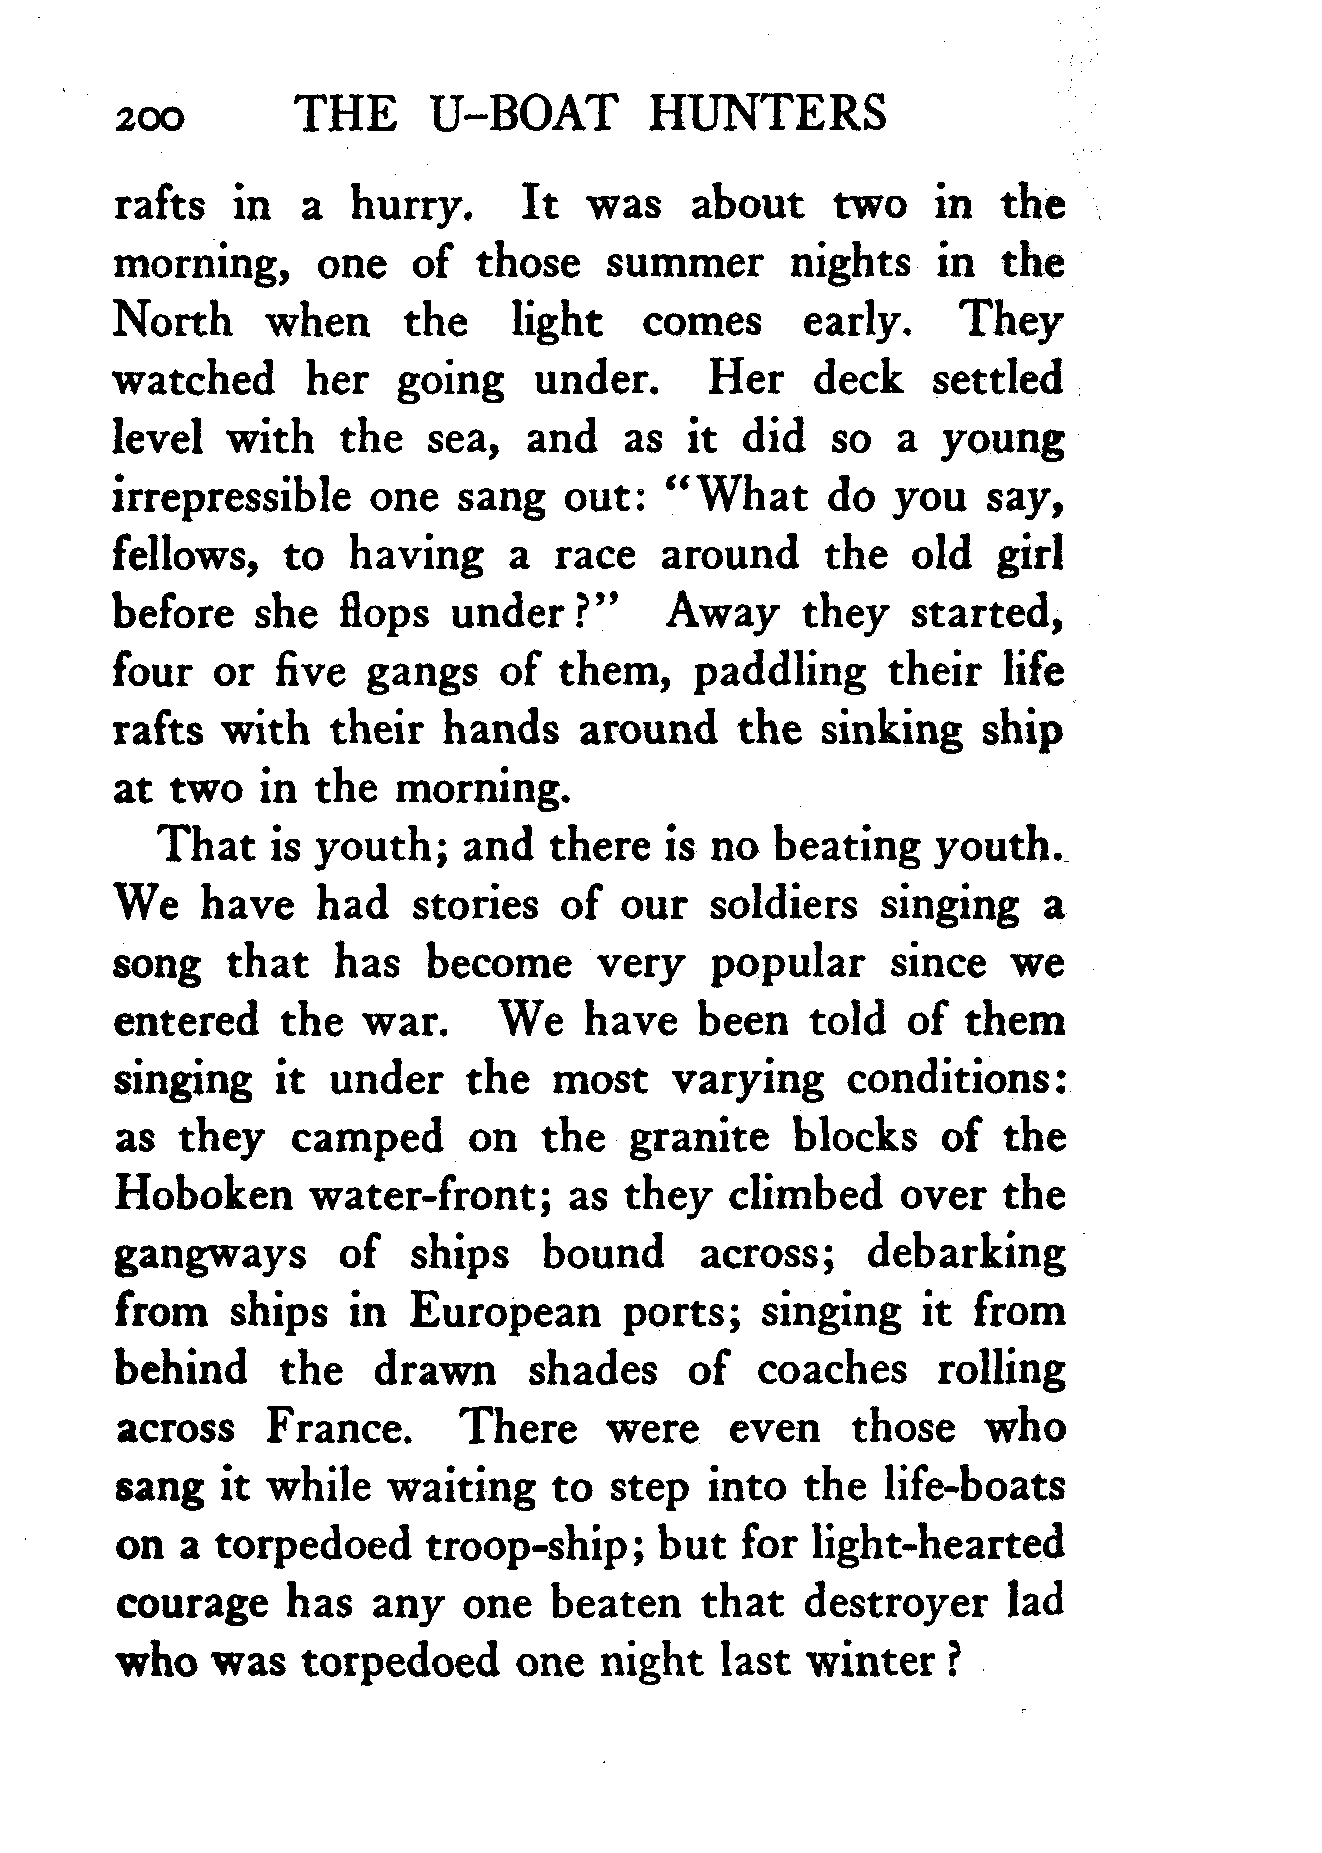 200 THE U-BOAT HUNTERS
rafts in a hurry. It was about two in the
morning, one of those summer nights in the
North when the light comes early. They
watched her going under. Her deck settled
level with the sea, and as it did so a young
irrepressible one sang out: “What do you say,
fellows, to having a race around the old girl
before she flops under?” Away they started,
four or five gangs of them, paddling their life
rafts with their hands around the sinking ship
at two in the morning.
That is youth; and there is no beating youth.
We have had stories of our soldiers singing a
song that has become very popular since we
entered the war. We have been told of them
singing it under the most varying conditions:
as they camped on the granite blocks of the
Hoboken water-front; as they climbed over the
gangways of ships bound across; debarking
from ships in European ports; singing it from
behind the drawn shades of coaches rolling
across France. There were even those who
sang it while waiting to step into the life-boats
on a torpedoed troop-ship; but for light-hearted
courage has any one beaten that destroyer lad
who was torpedoed one night last winter?